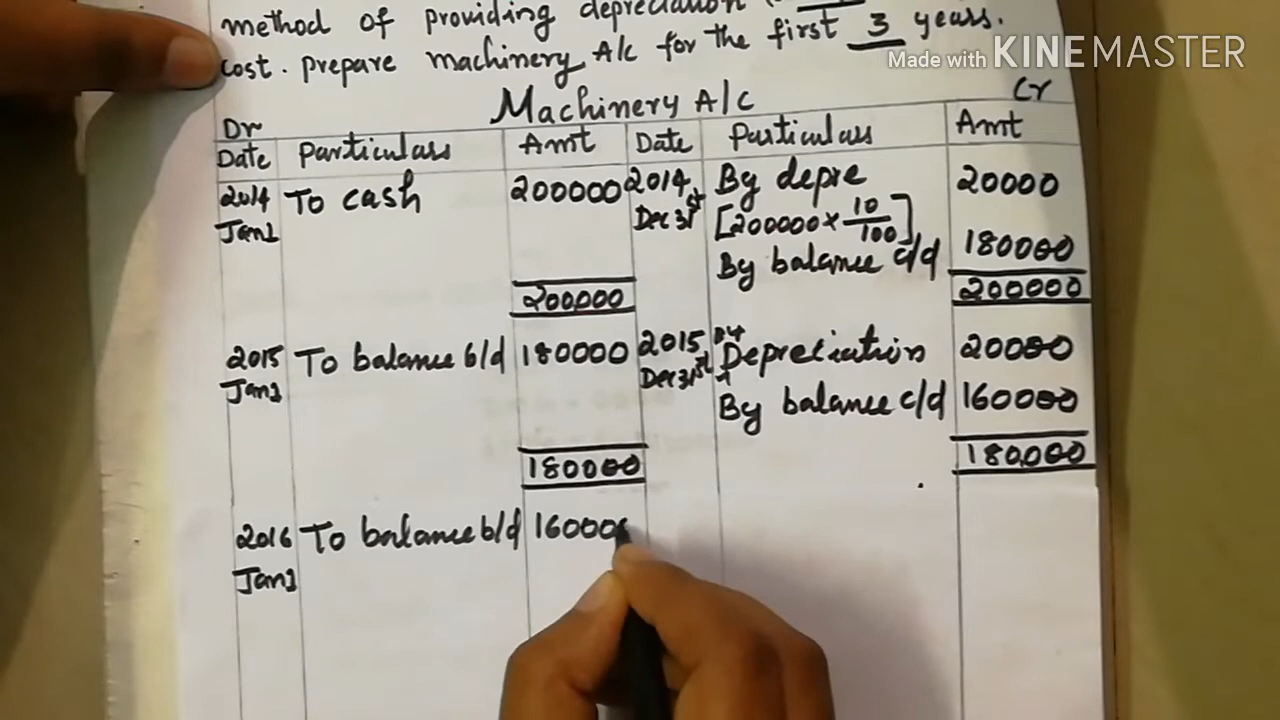 method of providing depreciation
cost. prepare machinery A/c for the first 3 years.
Made with KINEMASTER
Machinery A/c
Dr Cr
Date Particulars Amt Date Particulars Amt
2014 To cash 200000 2014 By depre 20000
Jan1 Dec 31st [200000 x 10/100]
By balance c/d 180000
200000 200000
2015 To balance b/d 180000 2015 By Depreciation 20000
Jan1 Dec 31st
By balance c/d 160000
180000 180000
2016 To balance b/d 160000
Jan1